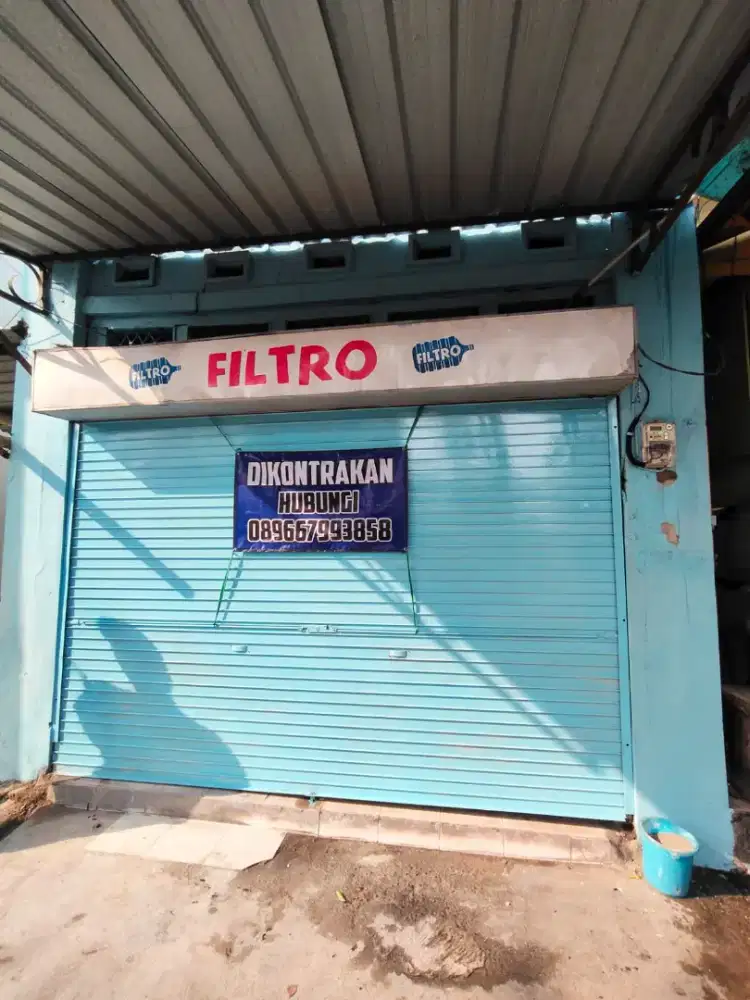 FILTRO FILTRO FILTRO
DIKONTRAKAN
HUBUNGI
089667993858